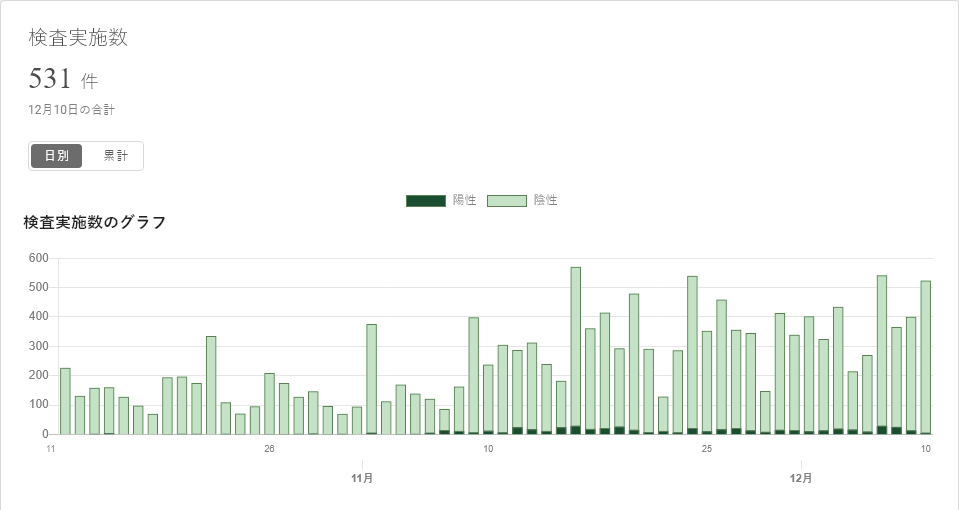 検査実施数
531 件
12月10日の合計
日別 累計
陽性 陰性
検査実施数のグラフ
600
500
400
300
200
100
0
11 26 10 25 10
11月 12月